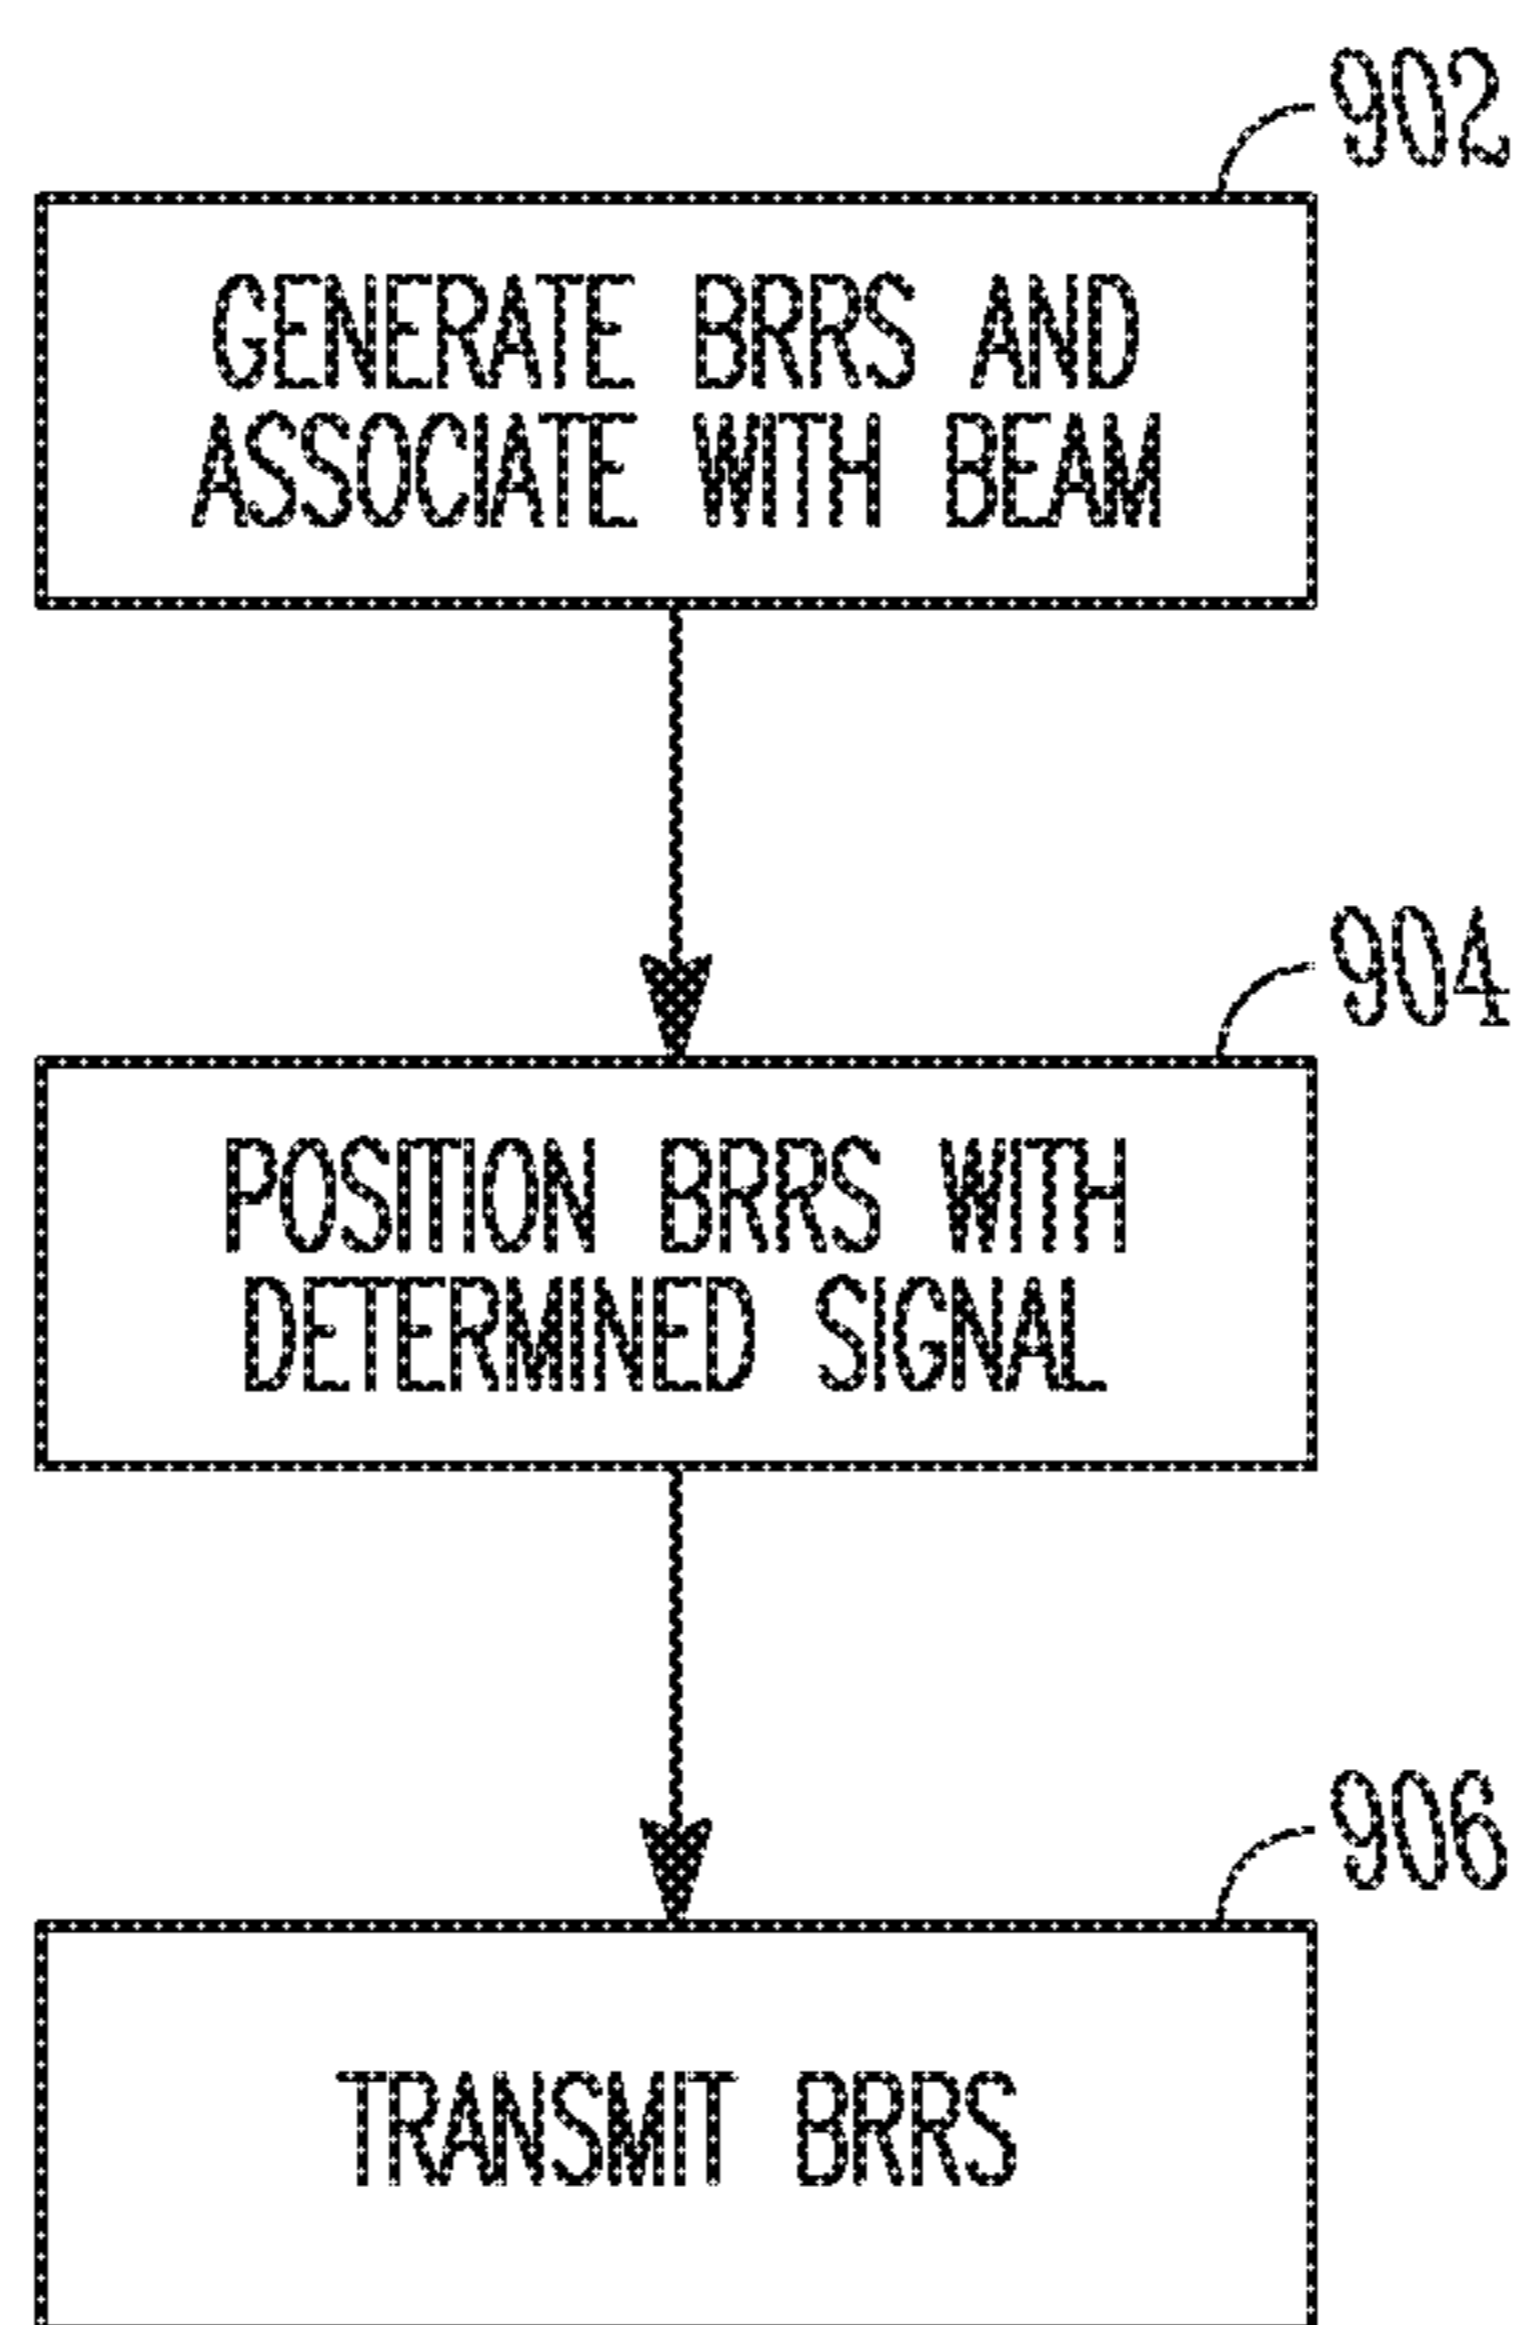 902
GENERATE BRRS AND
ASSOCIATE WITH BEAM
904
POSITION BRRS WITH
DETERMINED SIGNAL
906
TRANSMIT BRRS